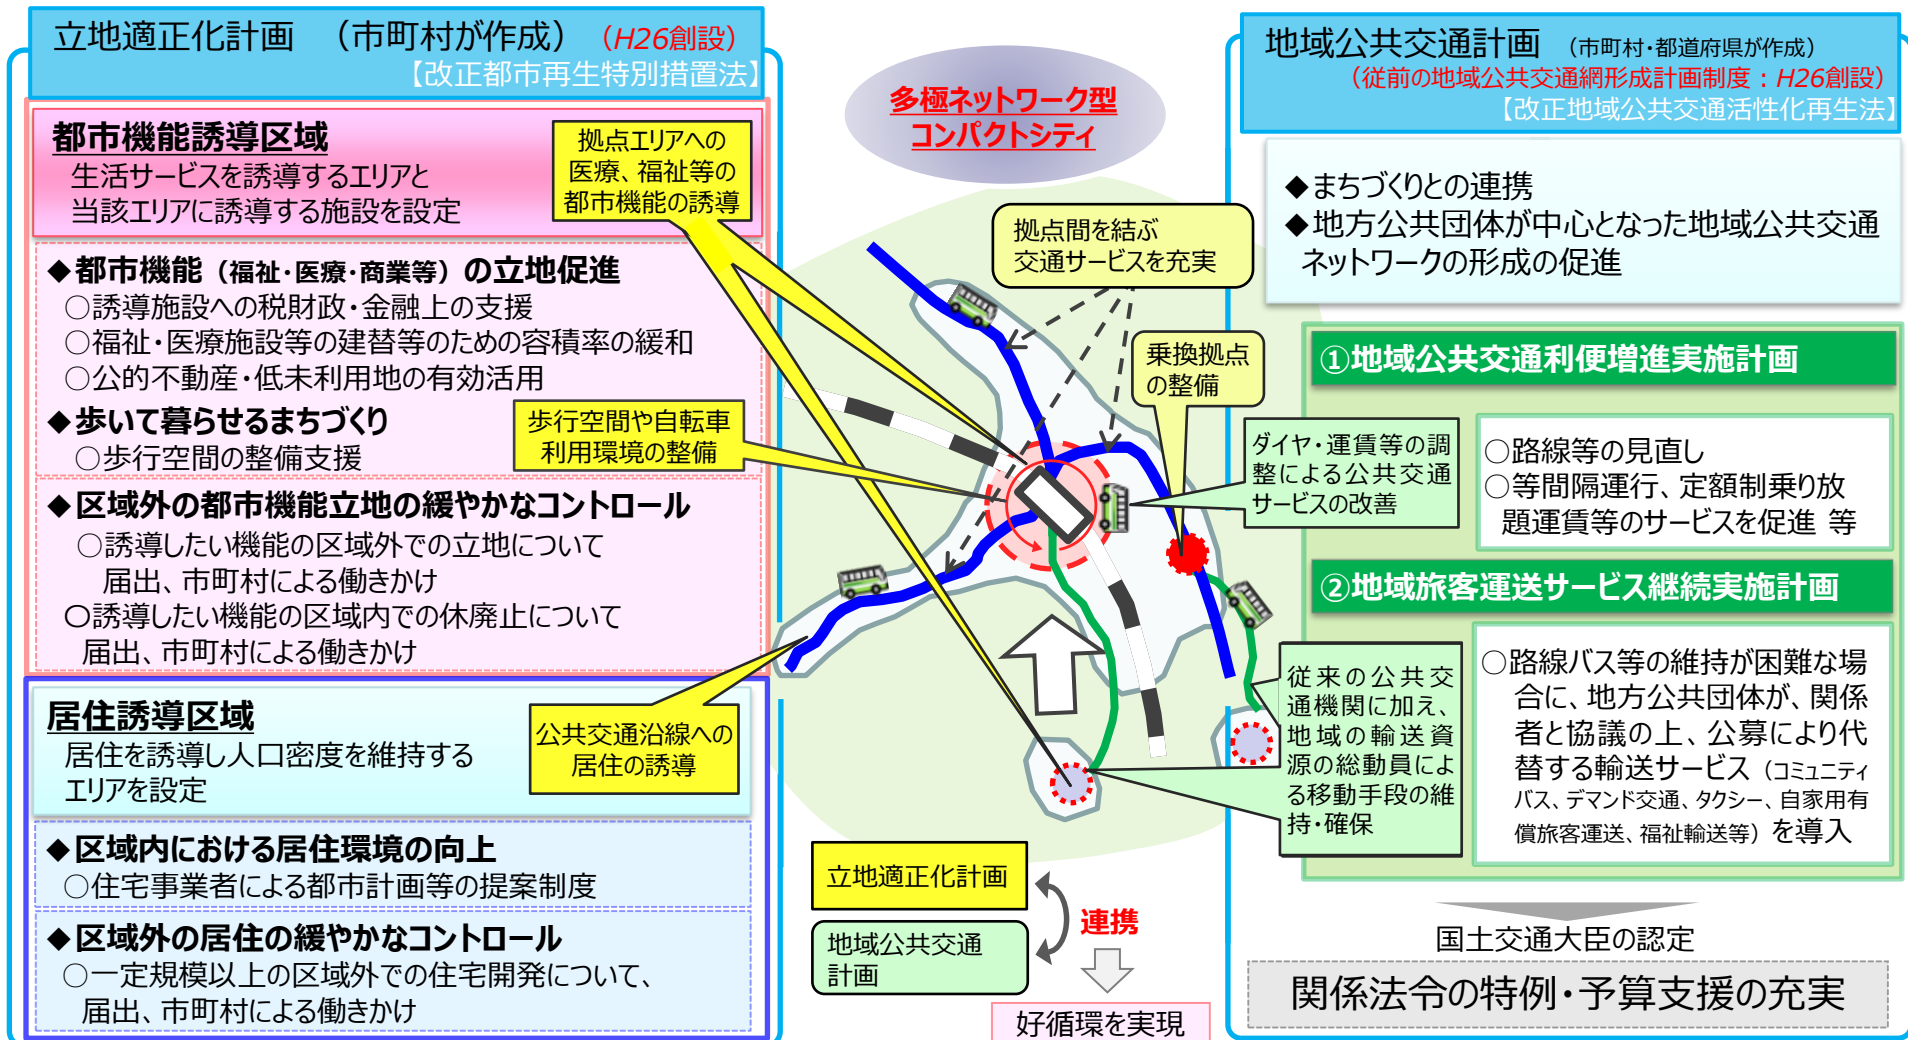 立地適正化計画　（市町村が作成）（H26創設）
【改正都市再生特別措置法】
都市機能誘導区域
生活サービスを誘導するエリアと
当該エリアに誘導する施設を設定
◆都市機能（福祉・医療・商業等）の立地促進
○誘導施設への税財政・金融上の支援
○福祉・医療施設等の建替等のための容積率の緩和
○公的不動産・低未利用地の有効活用
◆歩いて暮らせるまちづくり
○歩行空間の整備支援
◆区域外の都市機能立地の緩やかなコントロール
○誘導したい機能の区域外での立地について
届出、市町村による働きかけ
○誘導したい機能の区域内での休廃止について
届出、市町村による働きかけ
居住誘導区域
居住を誘導し人口密度を維持する
エリアを設定
◆区域内における居住環境の向上
○住宅事業者による都市計画等の提案制度
◆区域外の居住の緩やかなコントロール
○一定規模以上の区域外での住宅開発について、
届出、市町村による働きかけ
拠点エリアへの
医療、福祉等の
都市機能の誘導
歩行空間や自転車
利用環境の整備
公共交通沿線への
居住の誘導
多極ネットワーク型
コンパクトシティ
拠点間を結ぶ
交通サービスを充実
乗換拠点
の整備
ダイヤ・運賃等の調
整による公共交通
サービスの改善
従来の公共交
通機関に加え、
地域の輸送資
源の総動員によ
る移動手段の維
持・確保
立地適正化計画
連携
地域公共交通
計画
好循環を実現
地域公共交通計画　（市町村・都道府県が作成）
（従前の地域公共交通網形成計画制度：H26創設）
【改正地域公共交通活性化再生法】
◆まちづくりとの連携
◆地方公共団体が中心となった地域公共交通
ネットワークの形成の促進
①地域公共交通利便増進実施計画
○路線等の見直し
○等間隔運行、定額制乗り放
題運賃等のサービスを促進 等
②地域旅客運送サービス継続実施計画
○路線バス等の維持が困難な場
合に、地方公共団体が、関係
者と協議の上、公募により代
替する輸送サービス（コミュニティ
バス、デマンド交通、タクシー、自家用有
償旅客運送、福祉輸送等）を導入
国土交通大臣の認定
関係法令の特例・予算支援の充実